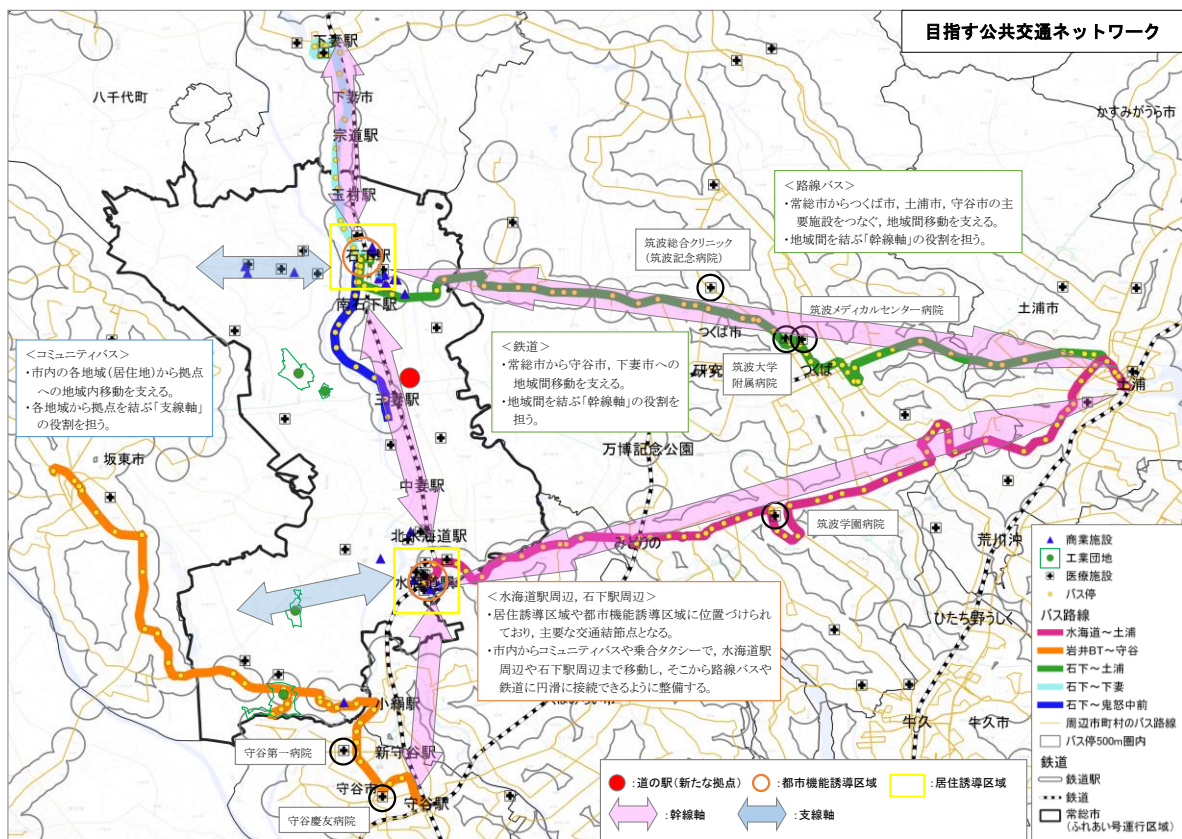 目指す公共交通ネットワーク
下妻駅
八千代町
下妻市
かすみがうら市
宗道駅
玉村駅
＜路線バス＞
・常総市からつくば市，土浦市，守谷市の主
要施設をつなぐ，地域間移動を支える。
・地域間を結ぶ「幹線軸」の役割を担う。
筑波総合クリニック
(筑波記念病院)
石下駅
南石下駅
筑波メディカルセンター病院
土浦市
つくば市
＜コミュニティバス＞
・市内の各地域(居住地)から拠点
への地域内移動を支える。
・各地域から拠点を結ぶ「支線軸」
の役割を担う。
＜鉄道＞
・常総市から守谷市，下妻市への
地域間移動を支える。
・地域間を結ぶ「幹線軸」の役割を
担う。
研究
筑波大学
附属病院
つくば
土浦
三妻駅
万博記念公園
坂東市
中妻駅
北水海道駅
筑波学園病院
みどりの
荒川沖
水海道駅
＜水海道駅周辺，石下駅周辺＞
・居住誘導区域や都市機能誘導区域に位置づけられ
ており，主要な交通結節点となる。
・市内からコミュニティバスや乗合タクシーで，水海道駅
周辺や石下駅周辺まで移動し，そこから路線バスや
鉄道に円滑に接続できるように整備する。
ひたち野うしく
小絹駅
牛久
牛久市
守谷第一病院
新守谷駅
守谷市
守谷駅
守谷慶友病院
商業施設
工業団地
医療施設
バス停
バス路線
水海道～土浦
岩井BT～守谷
石下～土浦
石下～下妻
石下～鬼怒中前
周辺市町村のバス路線
バス停500m圏内
鉄道
鉄道駅
鉄道
常総市
(ふれあい号運行区域)
:道の駅(新たな拠点)
:都市機能誘導区域
:居住誘導区域
:幹線軸
:支線軸